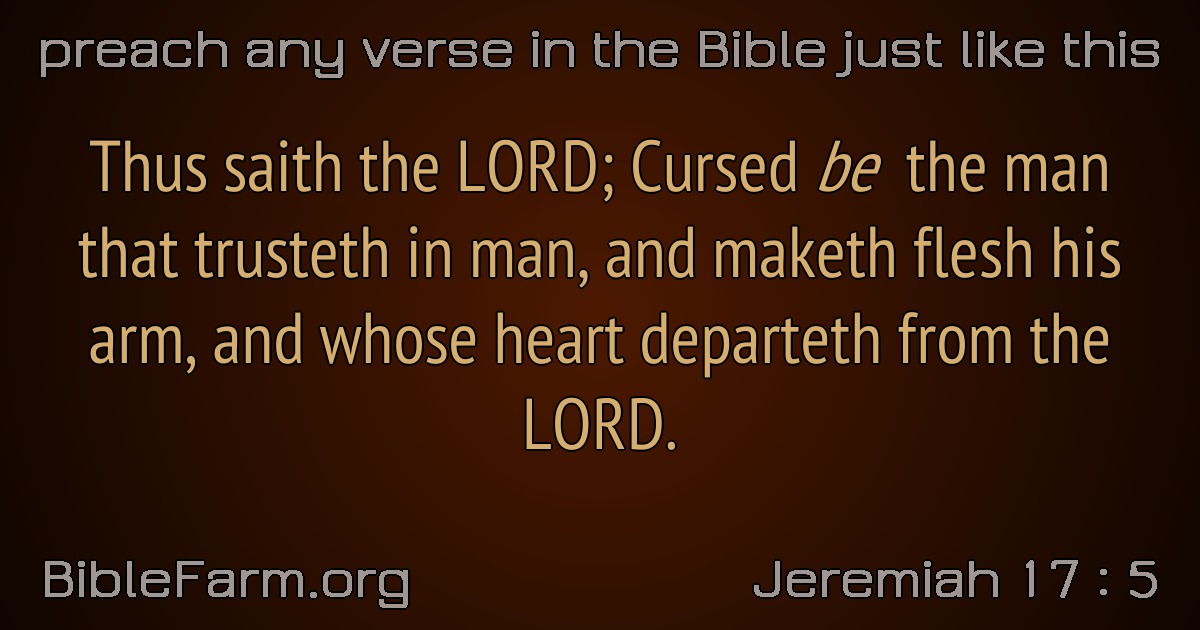 preach any verse in the Bible just like this
Thus saith the LORD; Cursed be the man
that trusteth in man, and maketh flesh his
arm, and whose heart departeth from the
LORD.
BibleFarm.org
Jeremiah 17 : 5